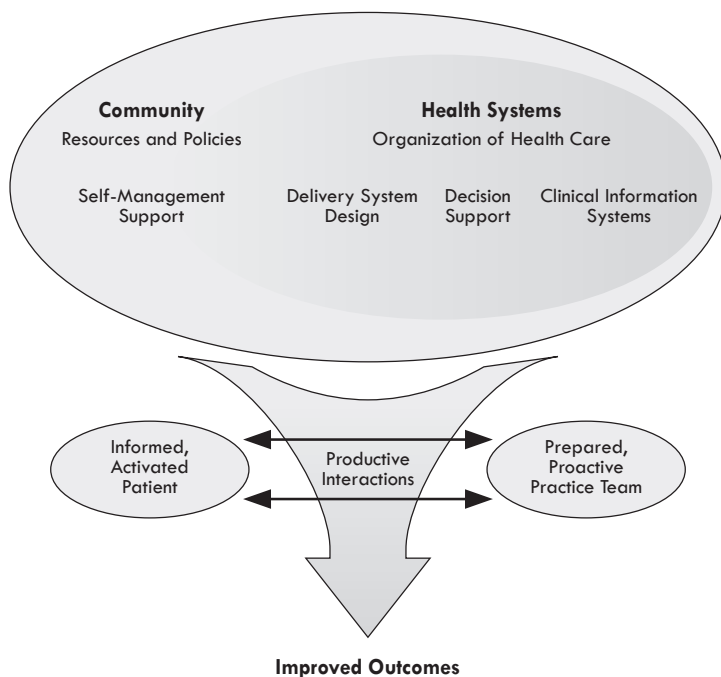 Community
Resources and Policies
Health Systems
Organization of Health Care
Self-Management
Support
Delivery System
Design
Decision
Support
Clinical Information
Systems
Informed,
Activated
Patient
Productive
Interactions
Prepared,
Proactive
Practice Team
Improved Outcomes